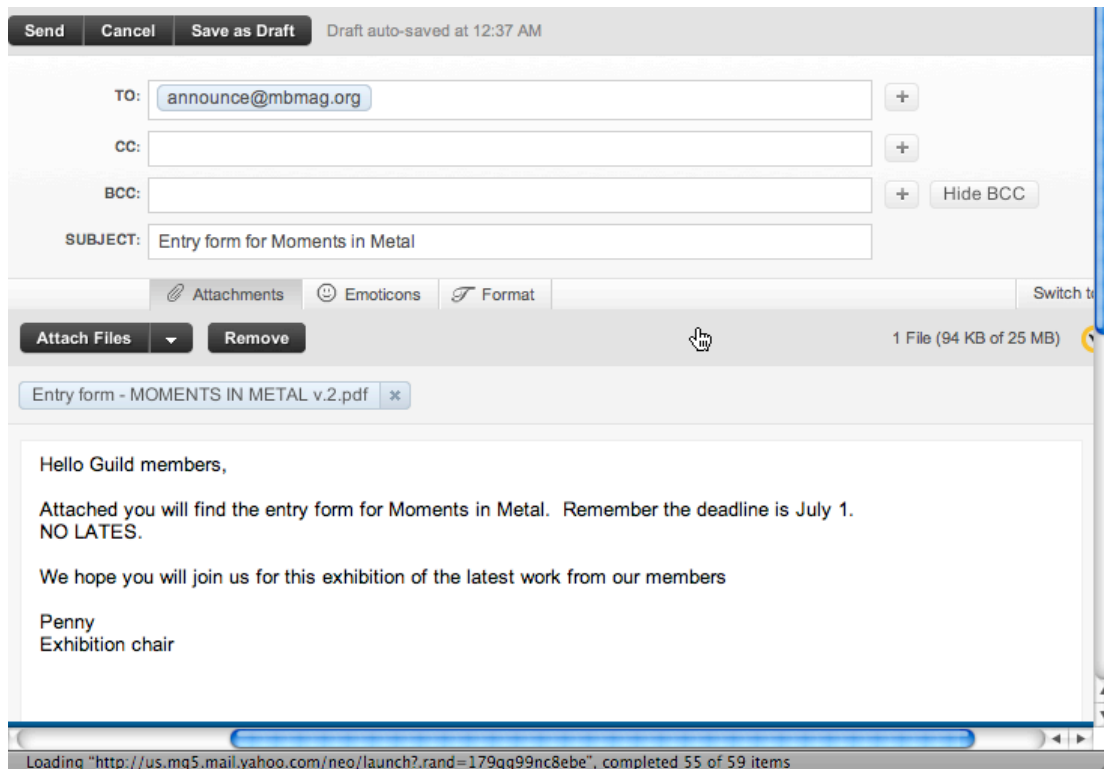 Send Cancel Save as Draft Draft auto-saved at 12:37 AM
TO: announce@mbmag.org +
CC: +
BCC: + Hide BCC
SUBJECT: Entry form for Moments in Metal
Attachments Emoticons Format Switch to
Attach Files Remove 1 File (94 KB of 25 MB)
Entry form - MOMENTS IN METAL v.2.pdf ×
Hello Guild members,
Attached you will find the entry form for Moments in Metal. Remember the deadline is July 1.
NO LATES.
We hope you will join us for this exhibition of the latest work from our members
Penny
Exhibition chair
Loading "http://us.mg5.mail.yahoo.com/neo/launch?.rand=179qg99nc8ebe", completed 55 of 59 items